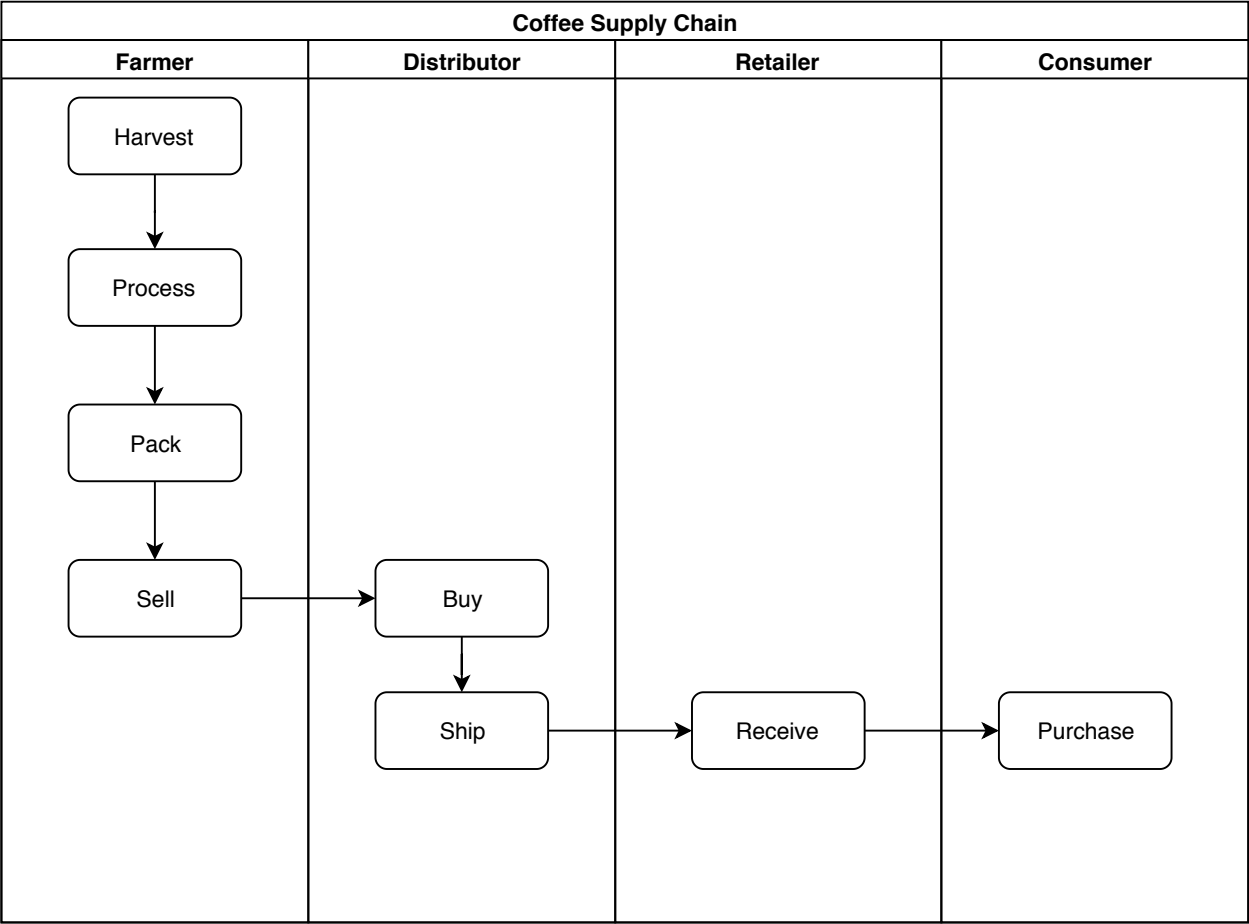 Coffee Supply Chain
Farmer
Distributor
Retailer
Consumer
Harvest
Process
Pack
Sell
Buy
Ship
Receive
Purchase